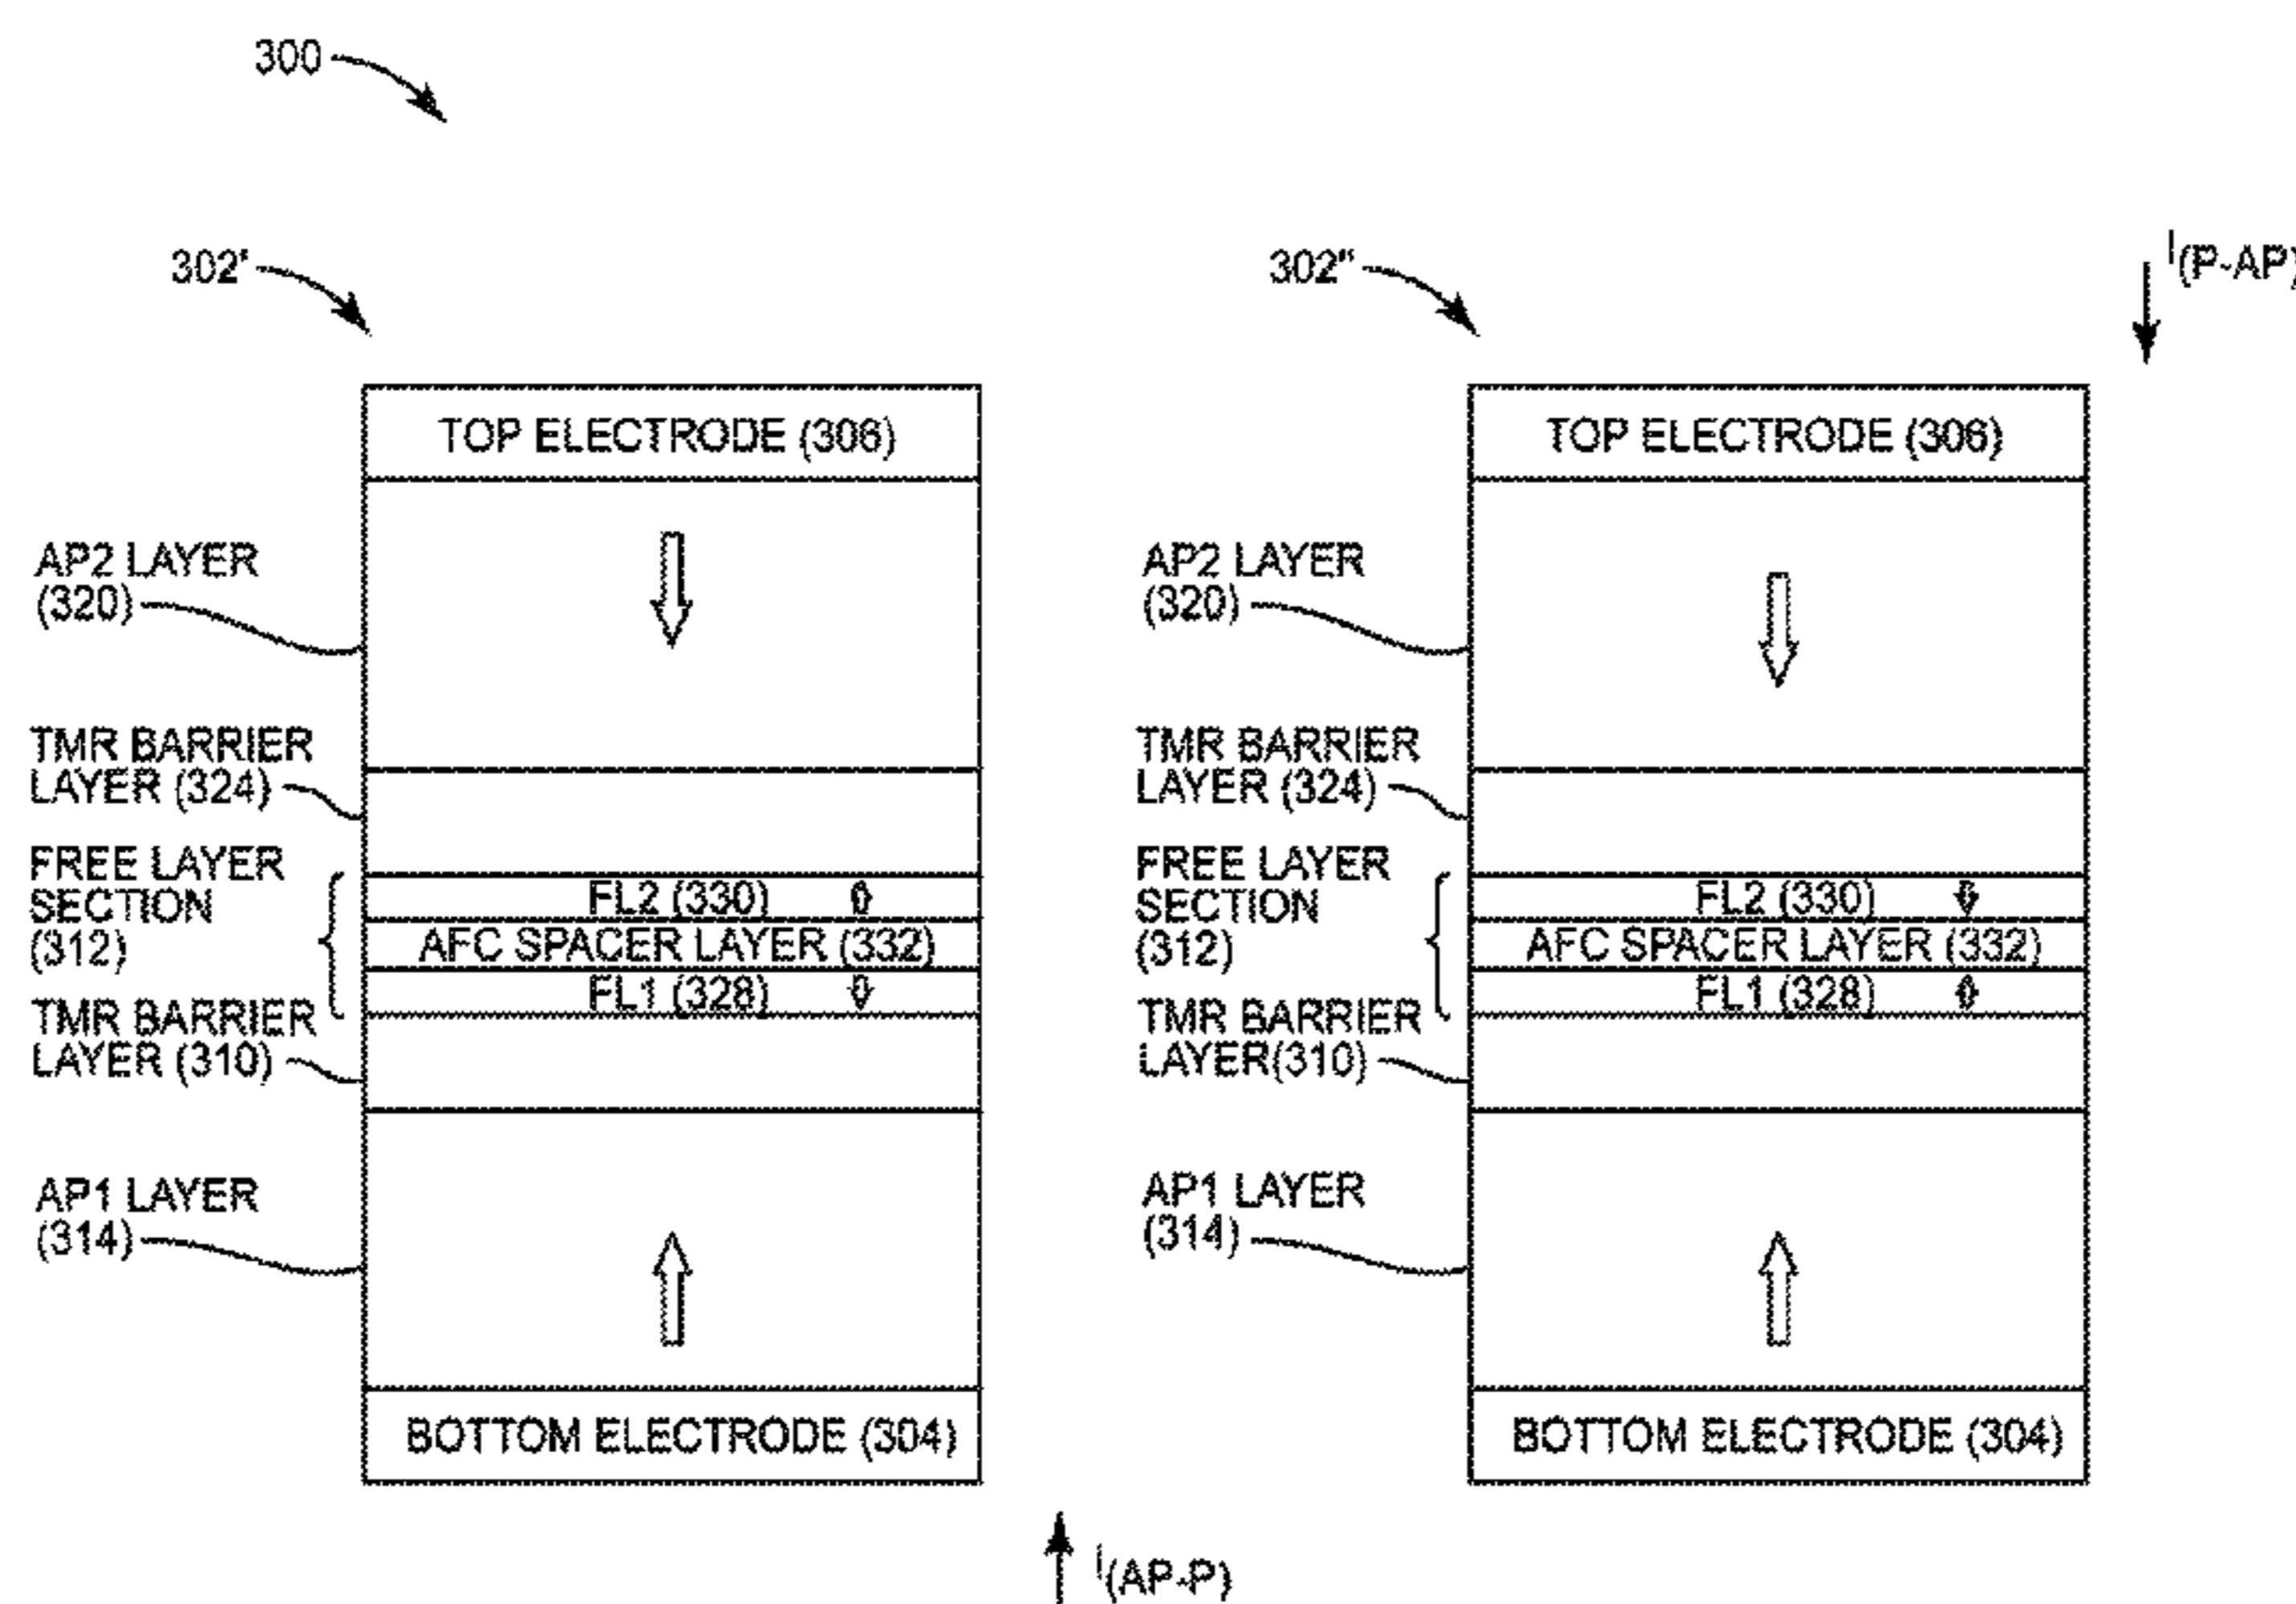 300
302'
TOP ELECTRODE (306)
AP2 LAYER
(320)
TMR BARRIER
LAYER (324)
FREE LAYER
SECTION
(312)
FL2 (330)
AFC SPACER LAYER (332)
FL1 (328)
TMR BARRIER
LAYER (310)
AP1 LAYER
(314)
BOTTOM ELECTRODE (304)
I(AP-P)
302"
I(P-AP)
TOP ELECTRODE (306)
AP2 LAYER
(320)
TMR BARRIER
LAYER (324)
FREE LAYER
SECTION
(312)
FL2 (330)
AFC SPACER LAYER (332)
FL1 (328)
TMR BARRIER
LAYER(310)
AP1 LAYER
(314)
BOTTOM ELECTRODE (304)